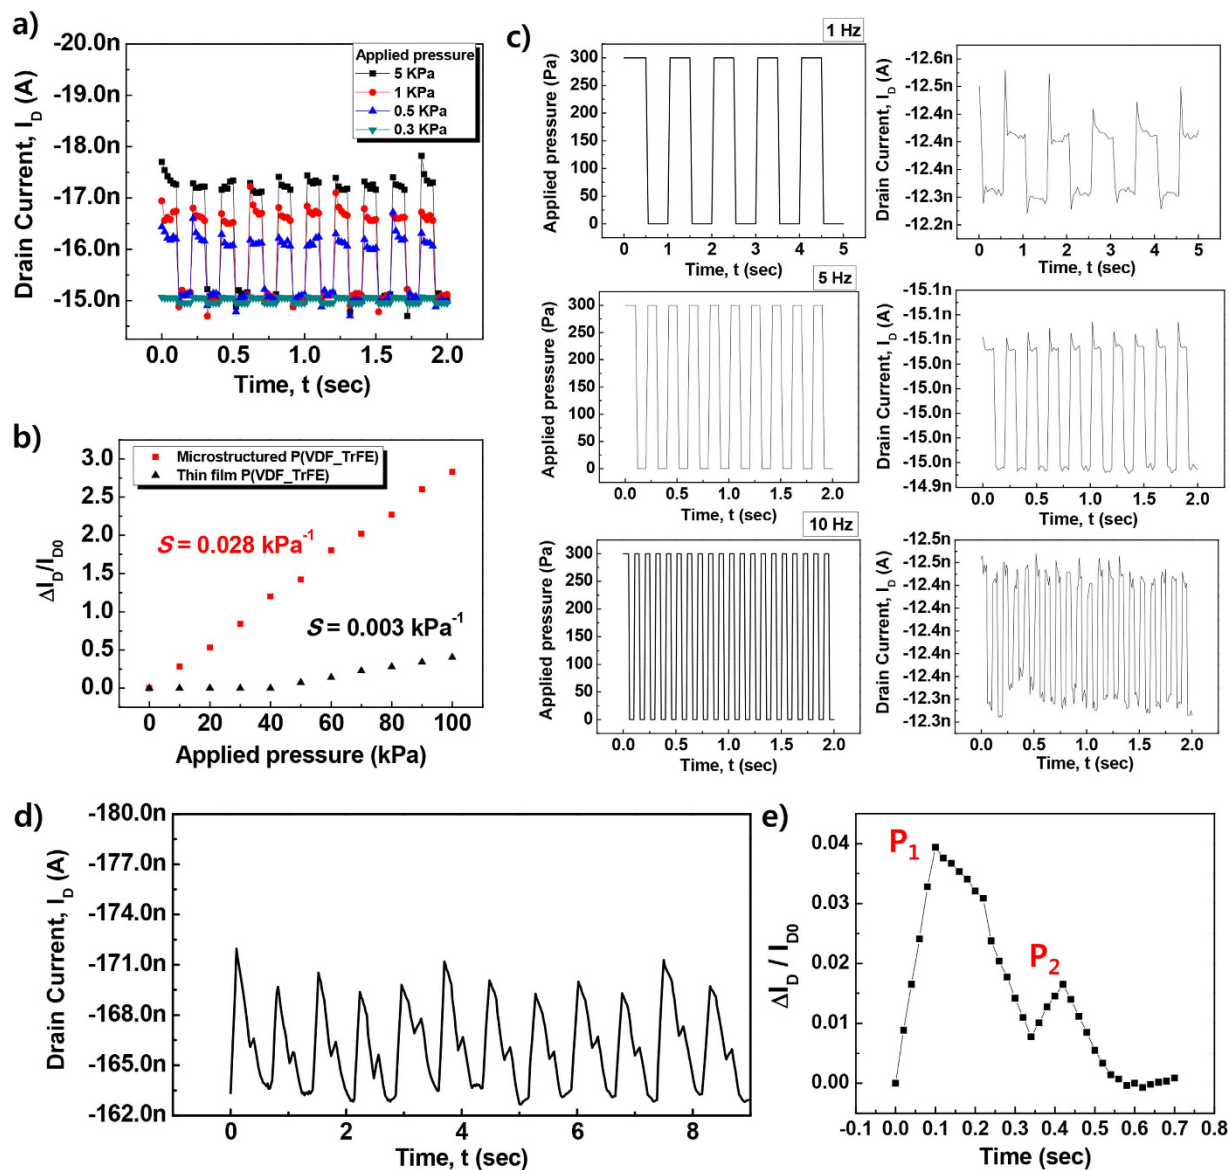 a)
-20.0n
-19.0n
-18.0n
-17.0n
-16.0n
-15.0n
Drain Current, I_D (A)
Applied pressure
5 KPa
1 KPa
0.5 KPa
0.3 KPa
0.0 0.5 1.0 1.5 2.0
Time, t (sec)
b)
3.0
2.5
2.0
1.5
1.0
0.5
0.0
ΔI_D/I_D0
Microstructured P(VDF_TrFE)
Thin film P(VDF_TrFE)
S = 0.028 kPa⁻¹
S = 0.003 kPa⁻¹
0 20 40 60 80 100
Applied pressure (kPa)
c)
1 Hz
300
250
200
150
100
50
0
Applied pressure (Pa)
0 1 2 3 4 5
Time, t (sec)
-12.6n
-12.5n
-12.4n
-12.4n
-12.3n
-12.2n
Drain Current, I_D (A)
0 1 2 3 4 5
Time, t (sec)
5 Hz
300
250
200
150
100
50
0
Applied pressure (Pa)
0.0 0.5 1.0 1.5 2.0
Time, t (sec)
-15.1n
-15.1n
-15.0n
-15.0n
-15.0n
-15.0n
-15.0n
-14.9n
Drain Current, I_D (A)
0.0 0.5 1.0 1.5 2.0
Time, t (sec)
10 Hz
300
250
200
150
100
50
0
Applied pressure (Pa)
0.0 0.5 1.0 1.5 2.0
Time, t (sec)
-12.5n
-12.4n
-12.4n
-12.4n
-12.4n
-12.3n
-12.3n
Drain Current, I_D (A)
0.0 0.5 1.0 1.5 2.0
Time, t (sec)
d)
-180.0n
-177.0n
-174.0n
-171.0n
-168.0n
-165.0n
-162.0n
Drain Current, I_D (A)
0 2 4 6 8
Time, t (sec)
e)
0.04
0.03
0.02
0.01
0.00
ΔI_D / I_D0
P₁
P₂
-0.1 0.0 0.1 0.2 0.3 0.4 0.5 0.6 0.7 0.8
Time (sec)